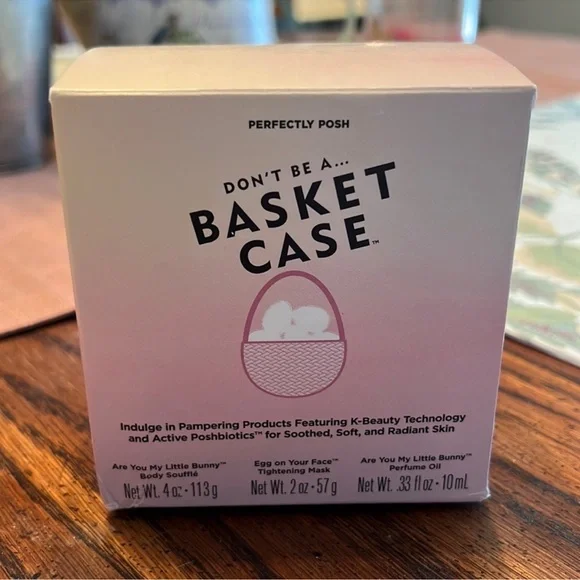 PERFECTLY POSH
DON'T BE A...
BASKET
CASE™
Indulge in Pampering Products Featuring K-Beauty Technology
and Active Poshbiotics™ for Soothed, Soft, and Radiant Skin
Are You My Little Bunny™
Body Soufflé
Net Wt. 4 oz • 113 g
Egg on Your Face™
Tightening Mask
Net Wt. 2 oz • 57 g
Are You My Little Bunny™
Perfume Oil
Net Wt. .33 fl oz • 10 mL